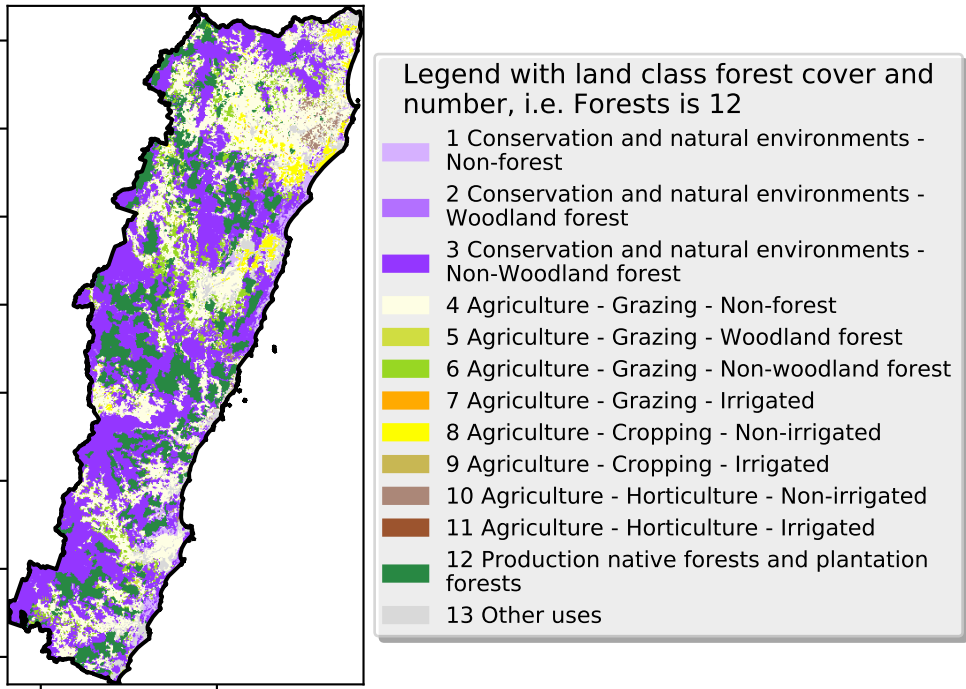 Legend with land class forest cover and
number, i.e. Forests is 12
1 Conservation and natural environments -
Non-forest
2 Conservation and natural environments -
Woodland forest
3 Conservation and natural environments -
Non-Woodland forest
4 Agriculture - Grazing - Non-forest
5 Agriculture - Grazing - Woodland forest
6 Agriculture - Grazing - Non-woodland forest
7 Agriculture - Grazing - Irrigated
8 Agriculture - Cropping - Non-irrigated
9 Agriculture - Cropping - Irrigated
10 Agriculture - Horticulture - Non-irrigated
11 Agriculture - Horticulture - Irrigated
12 Production native forests and plantation
forests
13 Other uses